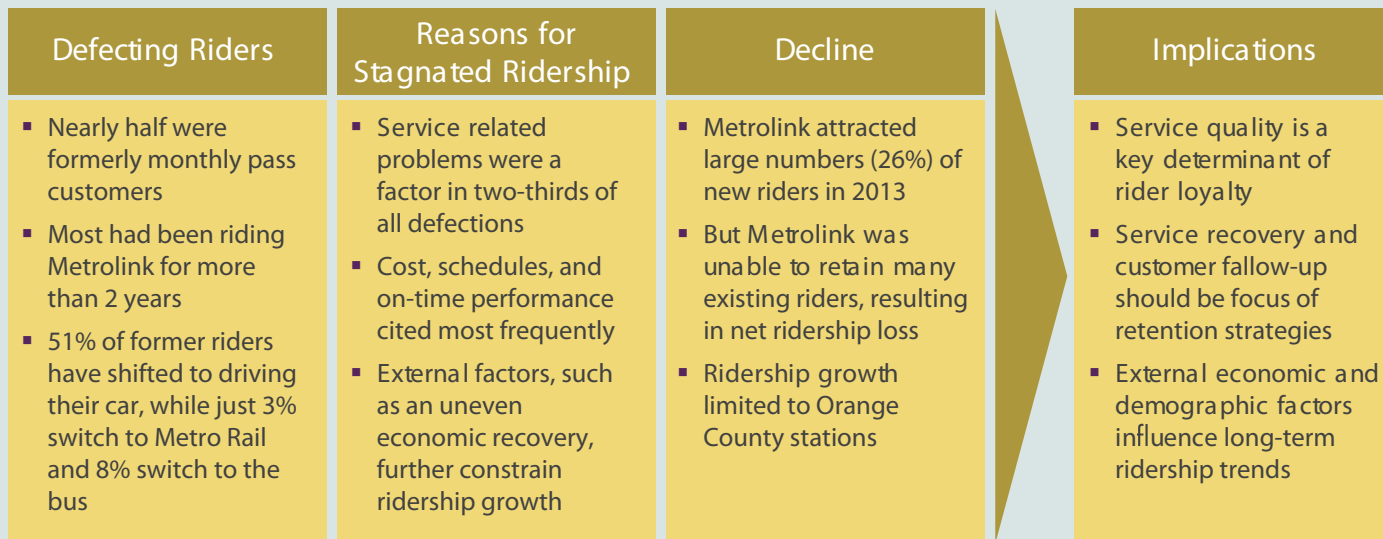 Defecting Riders
▪ Nearly half were
formerly monthly pass
customers
▪ Most had been riding
Metrolink for more
than 2 years
▪ 51% of former riders
have shifted to driving
their car, while just 3%
switch to Metro Rail
and 8% switch to the
bus
Reasons for
Stagnated Ridership
▪ Service related
problems were a
factor in two-thirds of
all defections
▪ Cost, schedules, and
on-time performance
cited most frequently
▪ External factors, such
as an uneven
economic recovery,
further constrain
ridership growth
Decline
▪ Metrolink attracted
large numbers (26%) of
new riders in 2013
▪ But Metrolink was
unable to retain many
existing riders, resulting
in net ridership loss
▪ Ridership growth
limited to Orange
County stations
Implications
▪ Service quality is a
key determinant of
rider loyalty
▪ Service recovery and
customer fallow-up
should be focus of
retention strategies
▪ External economic and
demographic factors
influence long-term
ridership trends